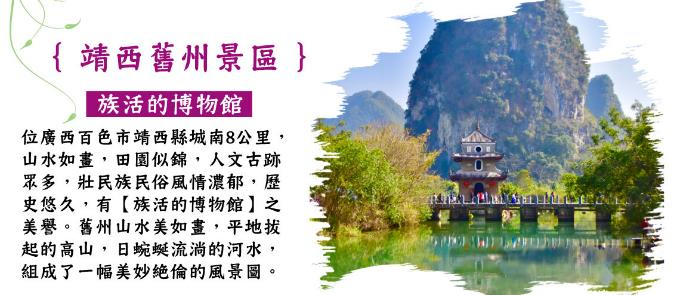 { 靖西舊州景區 }
族活的博物館
位廣西百色市靖西縣城南8公里，
山水如畫，田園似錦，人文古跡
眾多，壯民族民俗風情濃郁，歷
史悠久，有【族活的博物館】之
美譽。舊州山水美如畫，平地拔
起的高山，日蜿蜒流淌的河水，
組成了一幅美妙絕倫的風景圖。